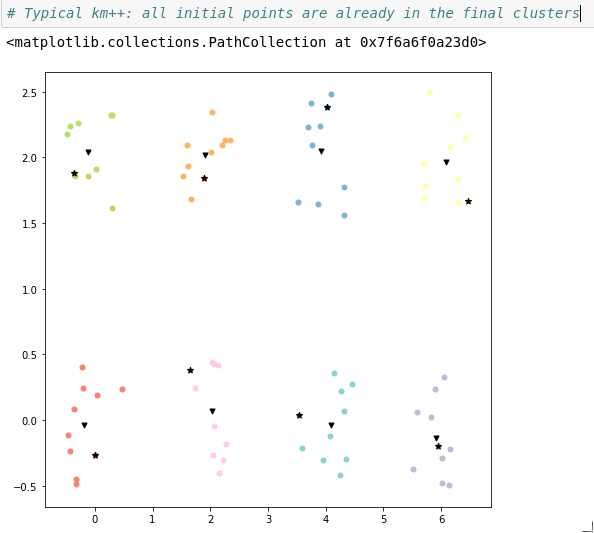 # Typical km++: all initial points are already in the final clusters
<matplotlib.collections.PathCollection at 0x7f6a6f0a23d0>
2.5
2.0
1.5
1.0
0.5
0.0
−0.5
0 1 2 3 4 5 6